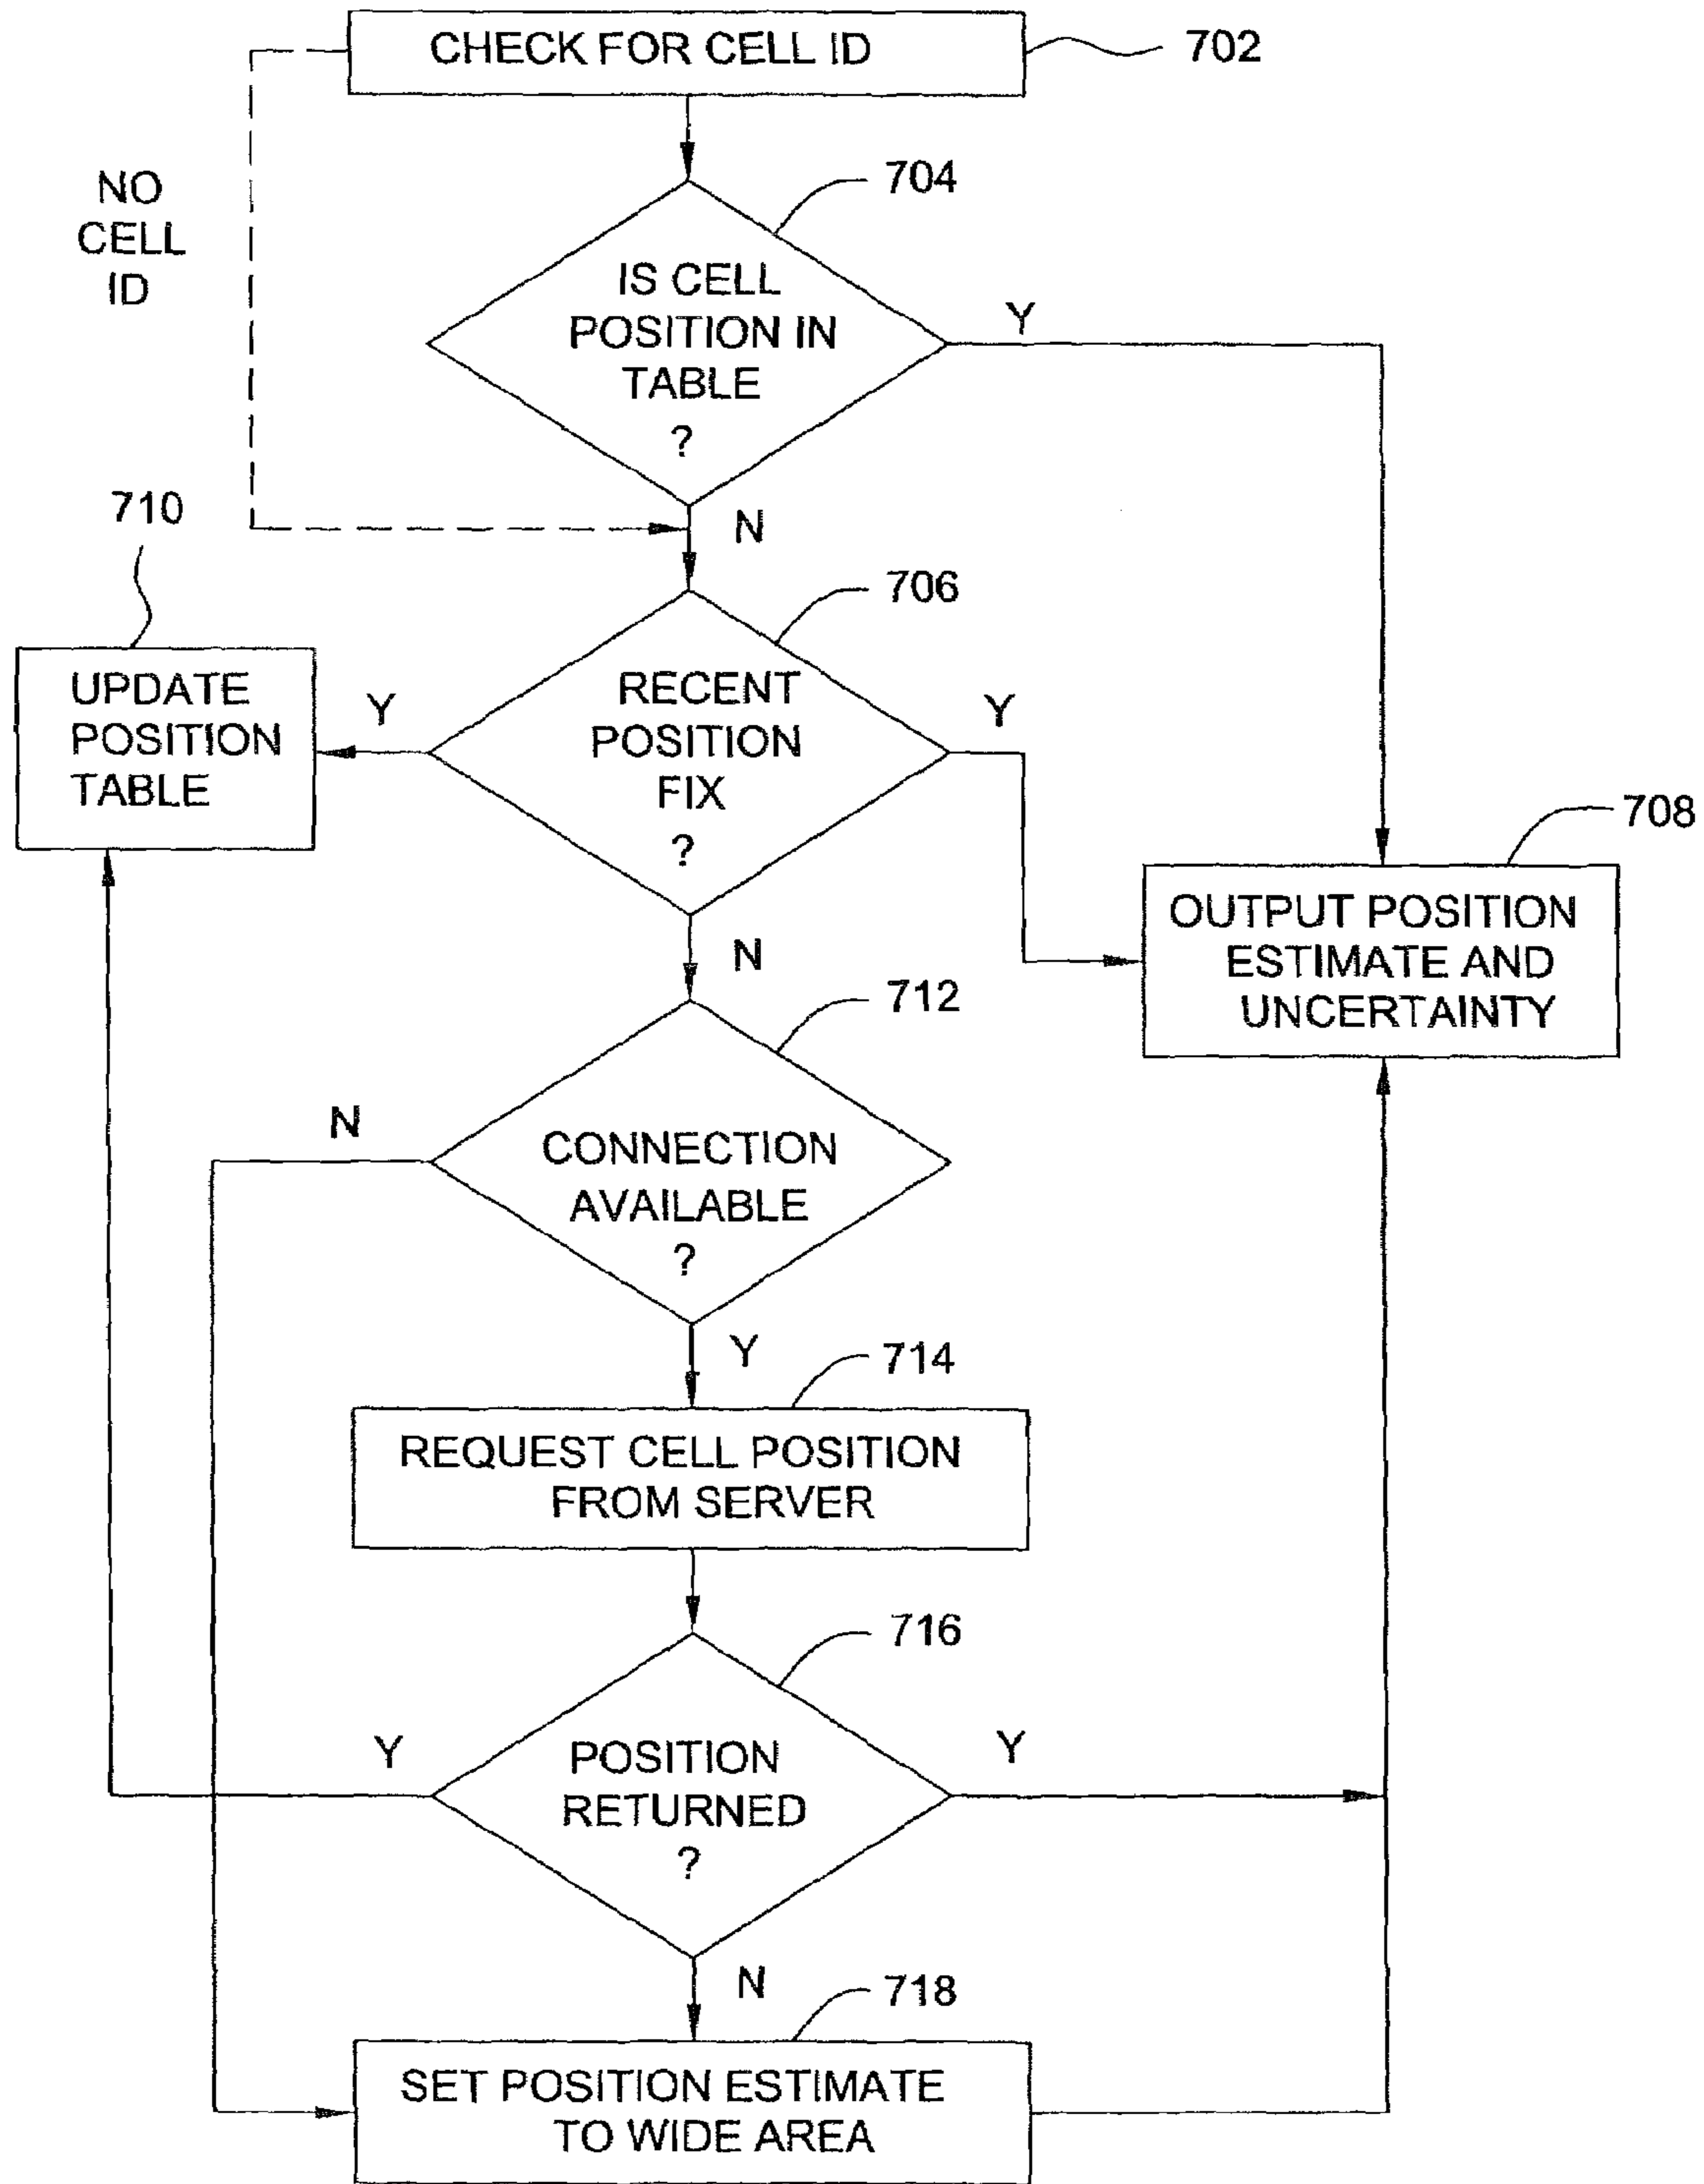 CHECK FOR CELL ID
702
NO
CELL
ID
704
IS CELL
POSITION IN
TABLE
?
Y
N
710
706
UPDATE
POSITION
TABLE
Y
RECENT
POSITION
FIX
?
Y
708
OUTPUT POSITION
ESTIMATE AND
UNCERTAINTY
N
712
N
CONNECTION
AVAILABLE
?
Y
714
REQUEST CELL POSITION
FROM SERVER
716
Y
POSITION
RETURNED
?
Y
N
718
SET POSITION ESTIMATE
TO WIDE AREA